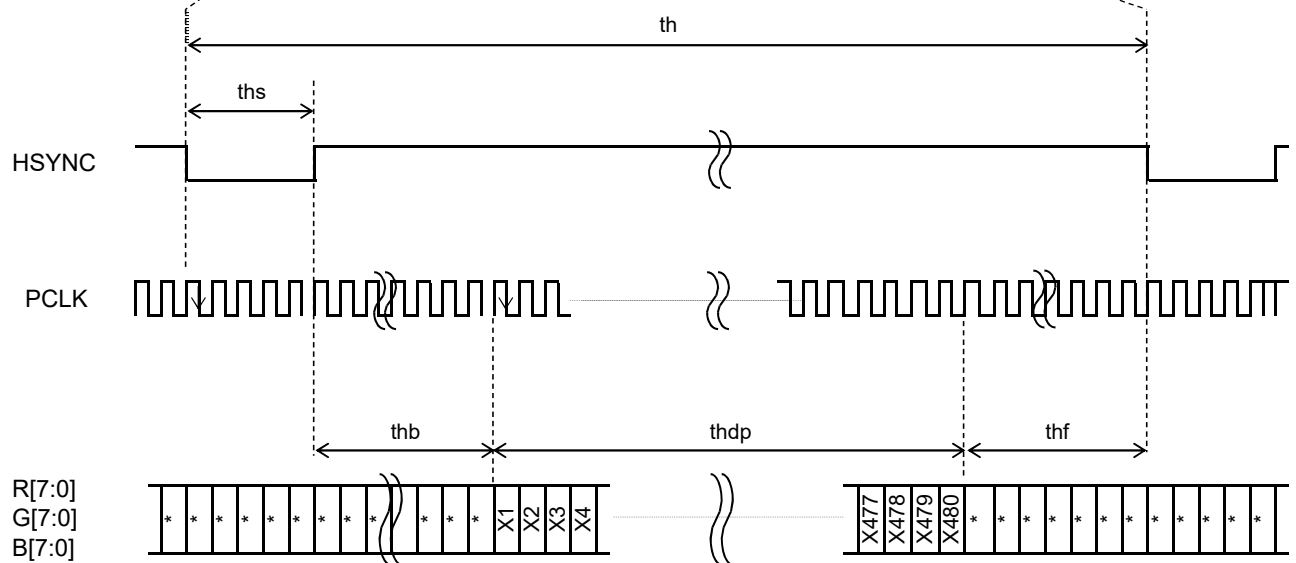 th
ths
HSYNC
PCLK
thb thdp thf
R[7:0]
G[7:0]
B[7:0]
* * * * * * * * * * * * X1 X2 X3 X4 X477 X478 X479 X480 * * * * * * * * * * * *